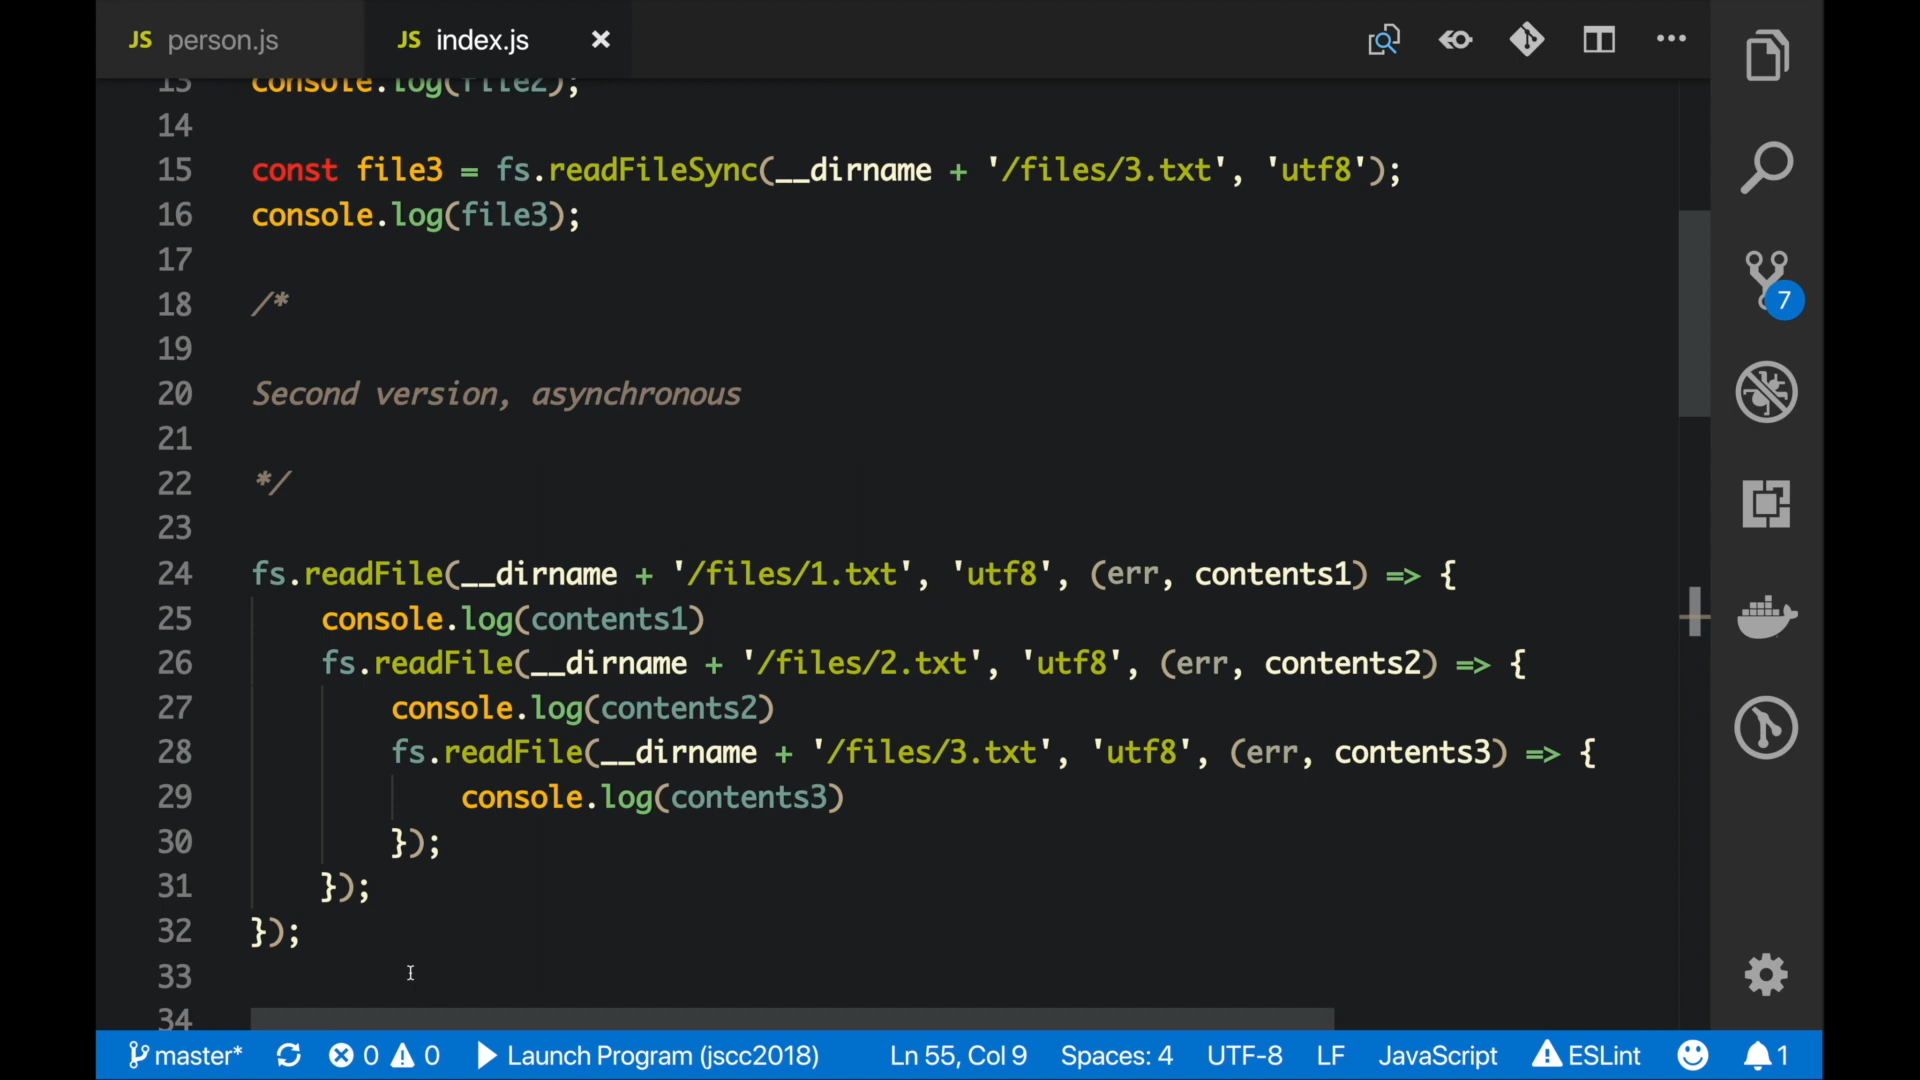 JS person.js JS index.js
13 console.log(file2);
14
15 const file3 = fs.readFileSync(__dirname + '/files/3.txt', 'utf8');
16 console.log(file3);
17
18 /*
19
20 Second version, asynchronous
21
22 */
23
24 fs.readFile(__dirname + '/files/1.txt', 'utf8', (err, contents1) => {
25 console.log(contents1)
26 fs.readFile(__dirname + '/files/2.txt', 'utf8', (err, contents2) => {
27 console.log(contents2)
28 fs.readFile(__dirname + '/files/3.txt', 'utf8', (err, contents3) => {
29 console.log(contents3)
30 });
31 });
32 });
33
34
7
master* 0 0 Launch Program (jscc2018) Ln 55, Col 9 Spaces: 4 UTF-8 LF JavaScript ESLint 1